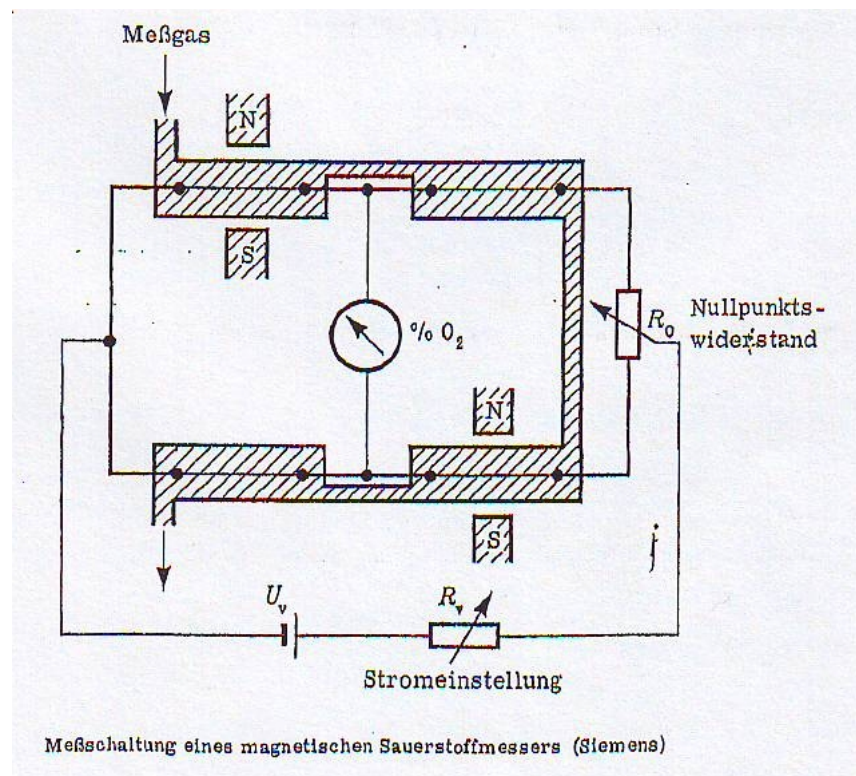 Meßgas
N
S
% O₂
R₀
Nullpunkts-
widerstand
N
S
Uᵥ
Rᵥ
Stromeinstellung
Meßschaltung eines magnetischen Sauerstoffmessers (Siemens)